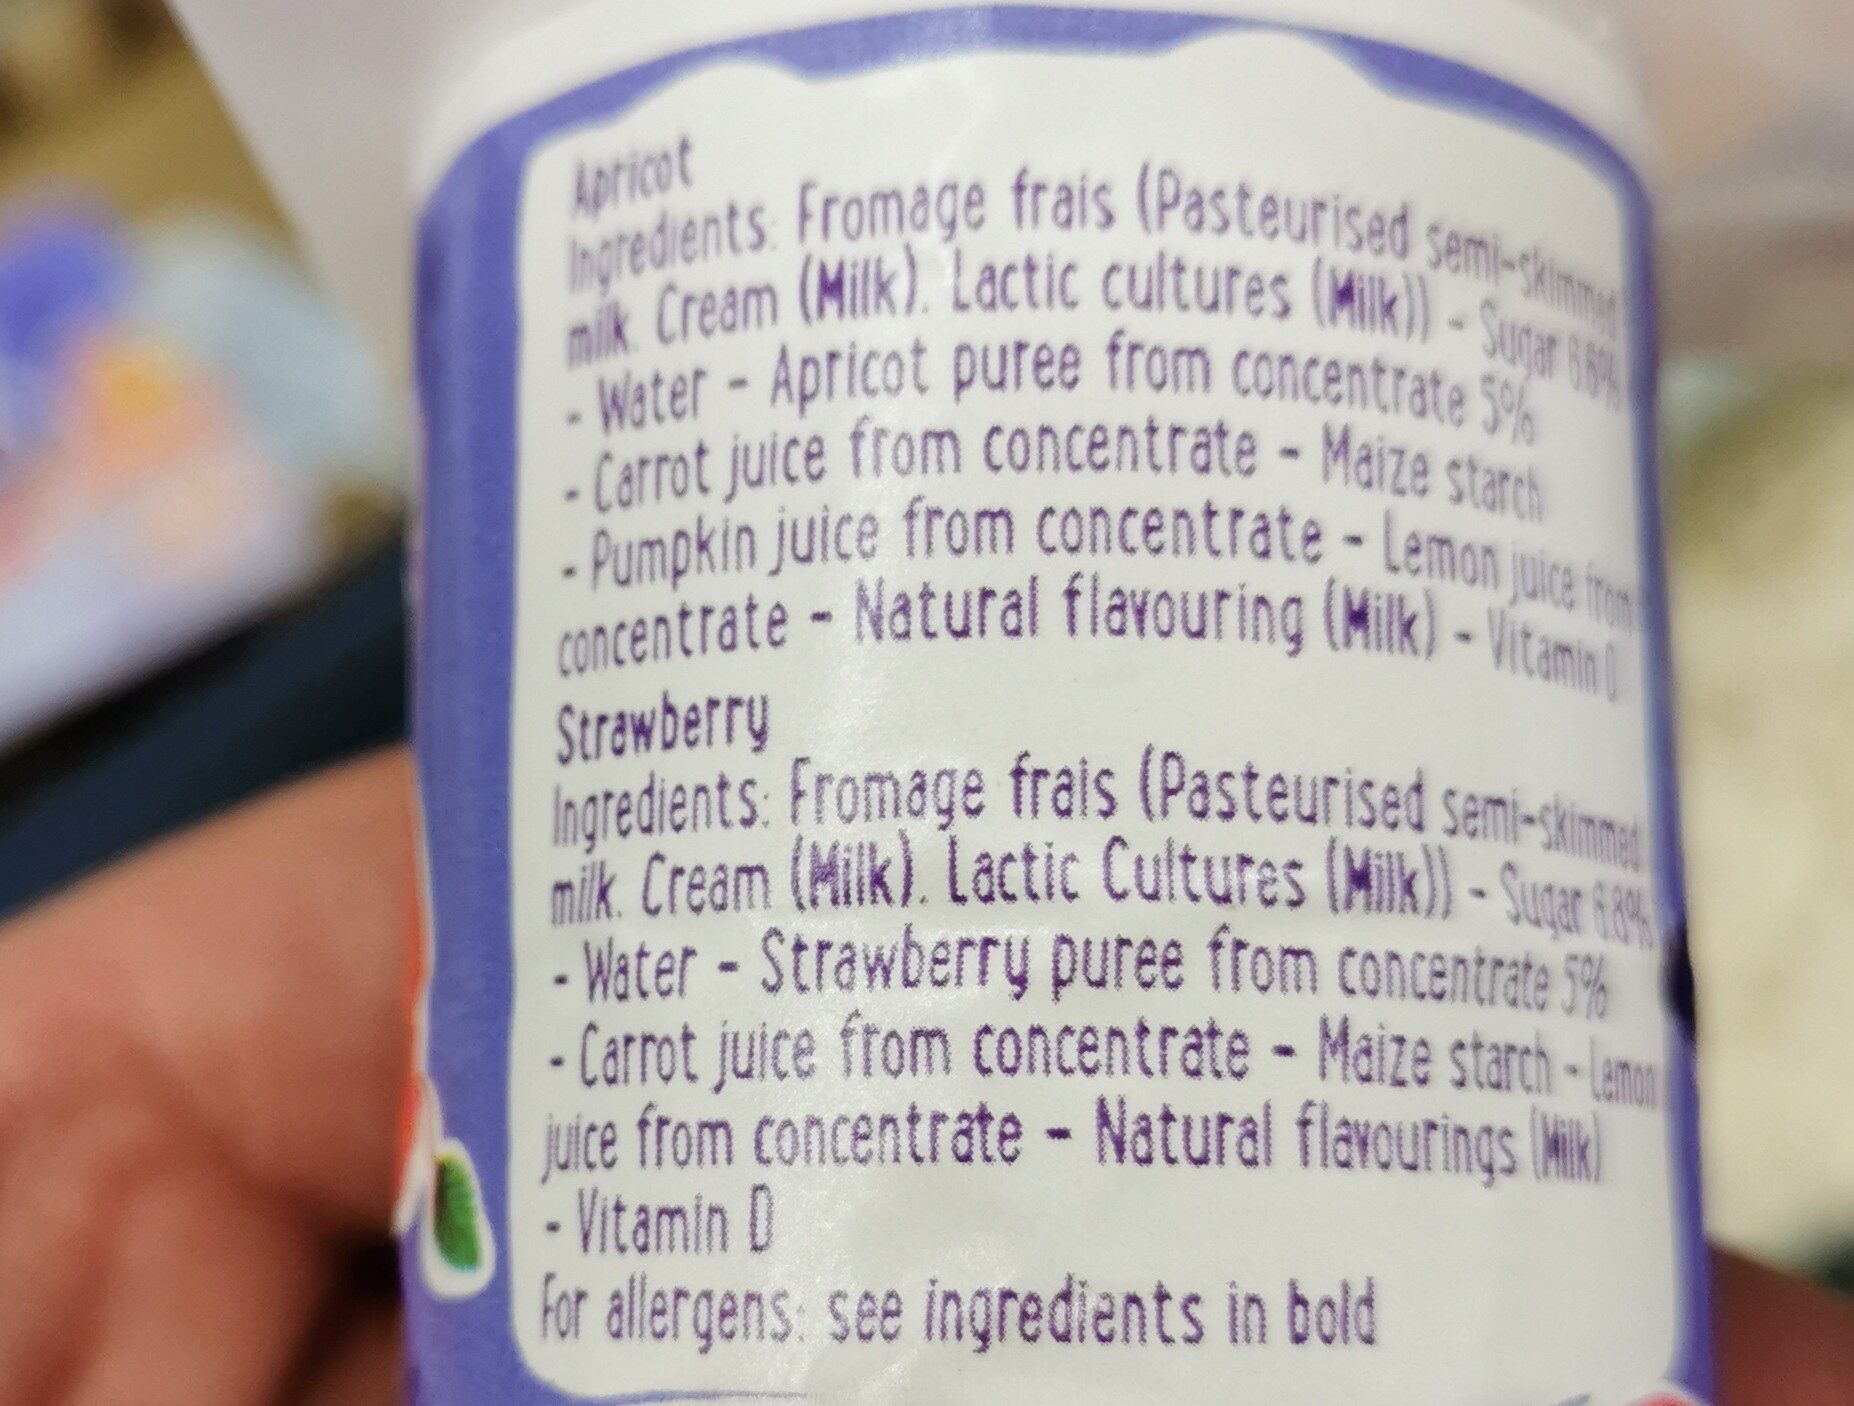 Apricot
Ingredients: Fromage frais (Pasteurised semi-skimmed
milk. Cream (Milk). Lactic cultures (Milk)) - Sugar 6.6%
- Water - Apricot puree from concentrate 5%
- Carrot juice from concentrate - Maize starch
- Pumpkin juice from concentrate - Lemon juice from
concentrate - Natural flavouring (Milk) - Vitamin D
Strawberry
Ingredients: Fromage frais (Pasteurised semi-skimmed
milk. Cream (Milk). Lactic Cultures (Milk)) - Sugar 6.8%
- Water - Strawberry puree from concentrate 5%
- Carrot juice from concentrate - Maize starch - Lemon
juice from concentrate - Natural flavourings (Milk)
- Vitamin D
For allergens: see ingredients in bold